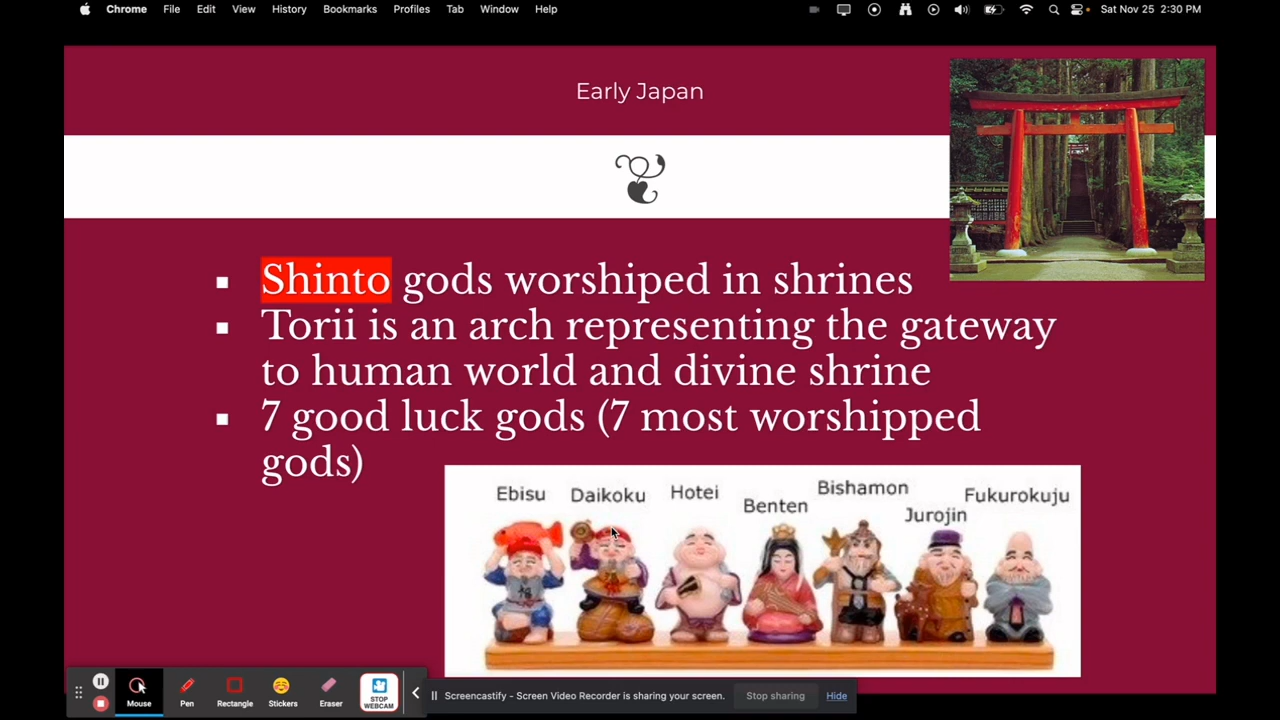 Chrome File Edit View History Bookmarks Profiles Tab Window Help Sat Nov 25 2:30 PM
Early Japan
Shinto gods worshiped in shrines
Torii is an arch representing the gateway
to human world and divine shrine
7 good luck gods (7 most worshipped
gods)
Ebisu Daikoku Hotei Benten Bishamon Jurojin Fukurokuju
Mouse Pen Rectangle Stickers Eraser STOP WEBCAM
Screencastify - Screen Video Recorder is sharing your screen. Stop sharing Hide